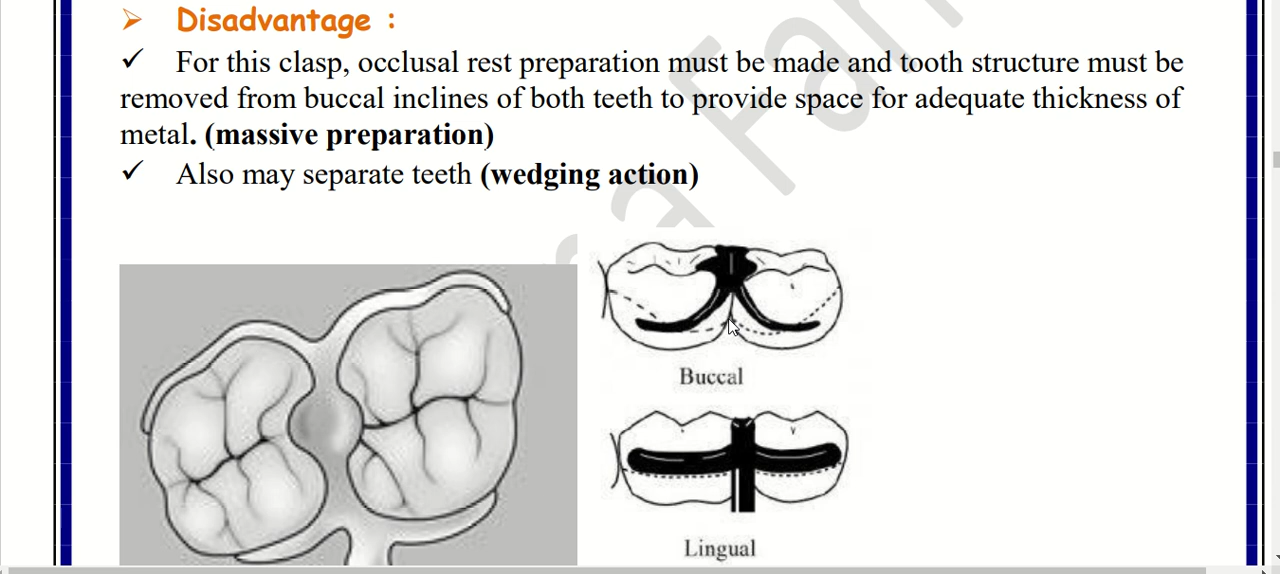 ➢ Disadvantage :
✓ For this clasp, occlusal rest preparation must be made and tooth structure must be
removed from buccal inclines of both teeth to provide space for adequate thickness of
metal. (massive preparation)
✓ Also may separate teeth (wedging action)
Buccal
Lingual